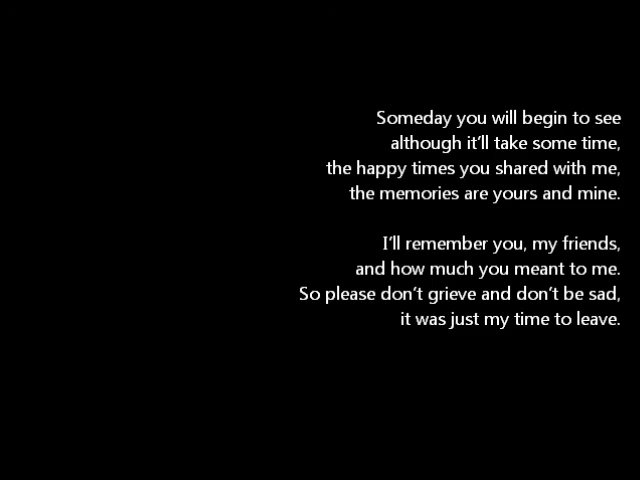 Someday you will begin to see
although it’ll take some time,
the happy times you shared with me,
the memories are yours and mine.
I’ll remember you, my friends,
and how much you meant to me.
So please don’t grieve and don’t be sad,
it was just my time to leave.